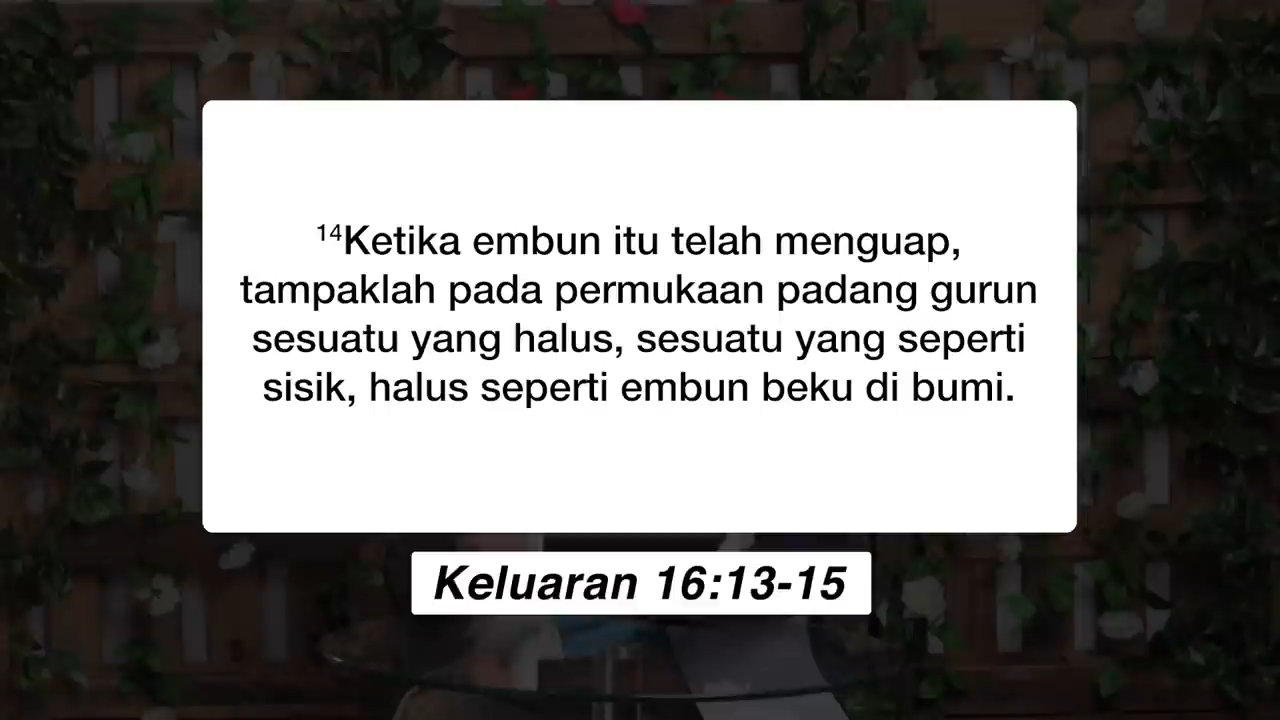 ¹⁴Ketika embun itu telah menguap,
tampaklah pada permukaan padang gurun
sesuatu yang halus, sesuatu yang seperti
sisik, halus seperti embun beku di bumi.
Keluaran 16:13-15